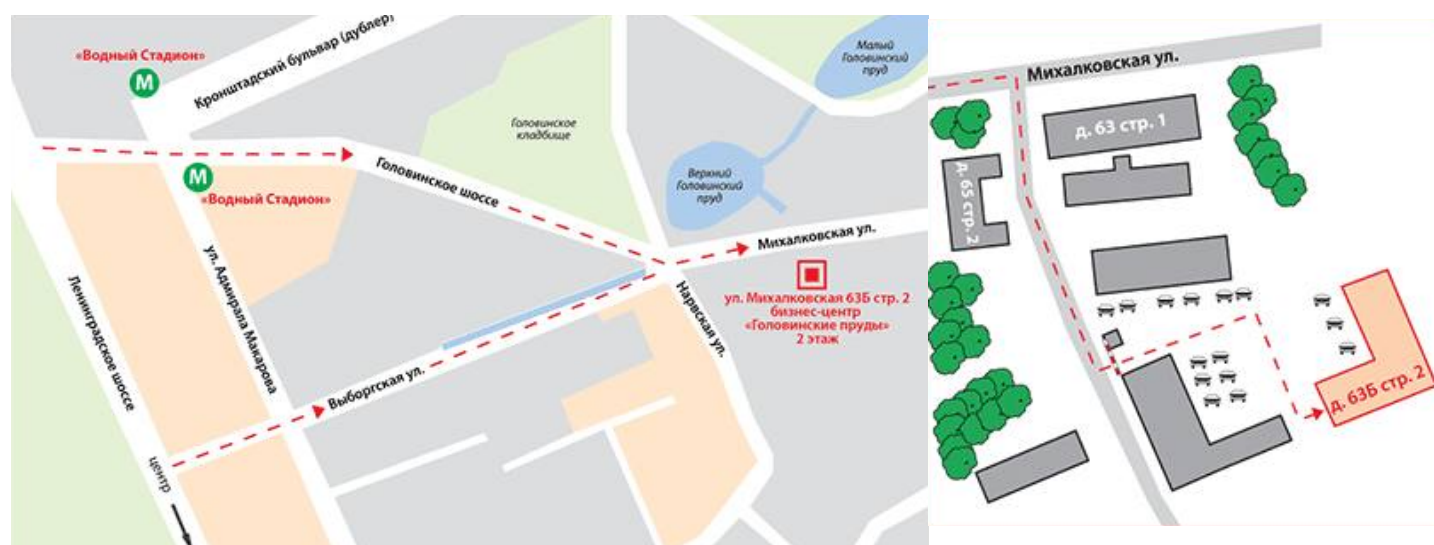 «Водный Стадион»
М
Кронштадский бульвар (дублер)
Малый
Головинский
пруд
Головинское
кладбище
М
«Водный Стадион»
Головинское шоссе
Верхний
Головинский
пруд
Михалковская ул.
ул. Михалковская 63Б стр. 2
бизнес-центр
«Головинские пруды»
2 этаж
Ленинградское шоссе
ул. Адмирала Макарова
Нарвская ул.
Выборгская ул.
центр
Михалковская ул.
д. 63 стр. 1
д. 65 стр. 2
д. 63Б стр. 2